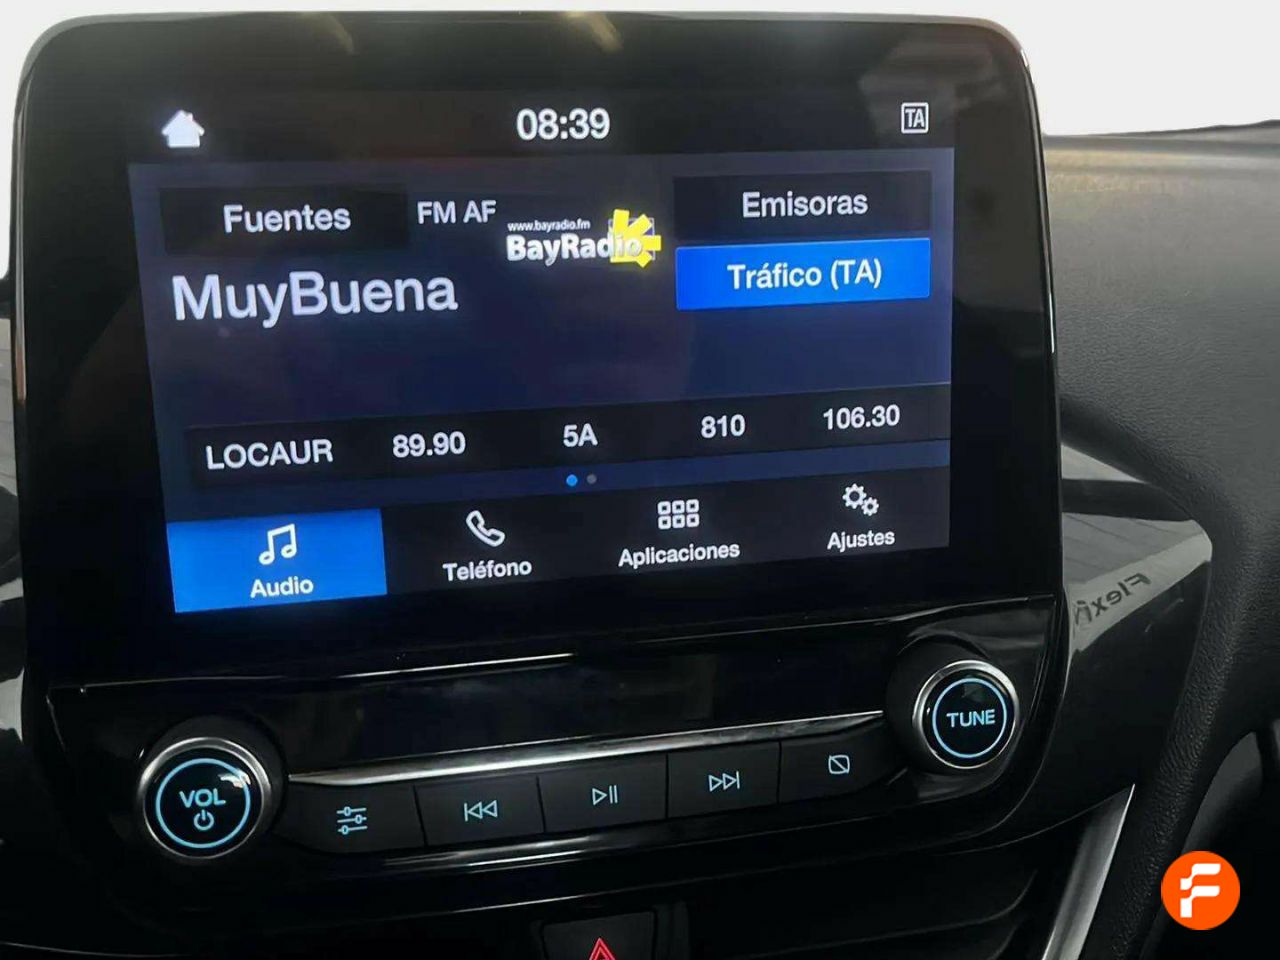 08:39
TA
Fuentes
FM AF
www.bayradio.fm
BayRadio
Emisoras
Tráfico (TA)
MuyBuena
LOCAUR
89.90
5A
810
106.30
Audio
Teléfono
Aplicaciones
Ajustes
VOL
TUNE
Flexi